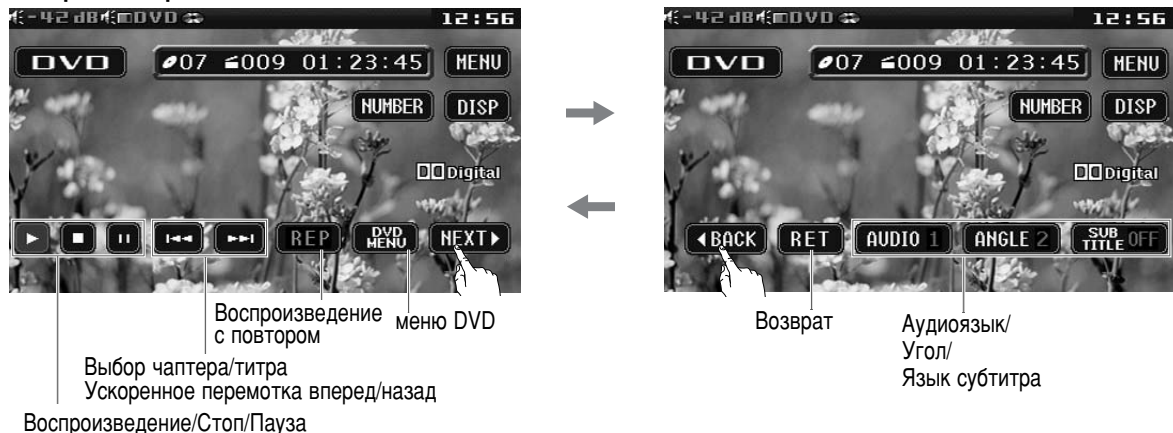 -42 dB DVD 12:56
DVD 07 009 01:23:45 MENU
NUMBER DISP
Digital
REP DVD MENU NEXT
Воспроизведение
с повтором
меню DVD
Выбор чаптера/титра
Ускоренное перемотка вперед/назад
Воспроизведение/Стоп/Пауза
-42 dB DVD 12:56
DVD 07 009 01:23:45 MENU
NUMBER DISP
Digital
BACK RET AUDIO 1 ANGLE 2 SUB TITLE OFF
Возврат
Аудиоязык/
Угол/
Язык субтитра